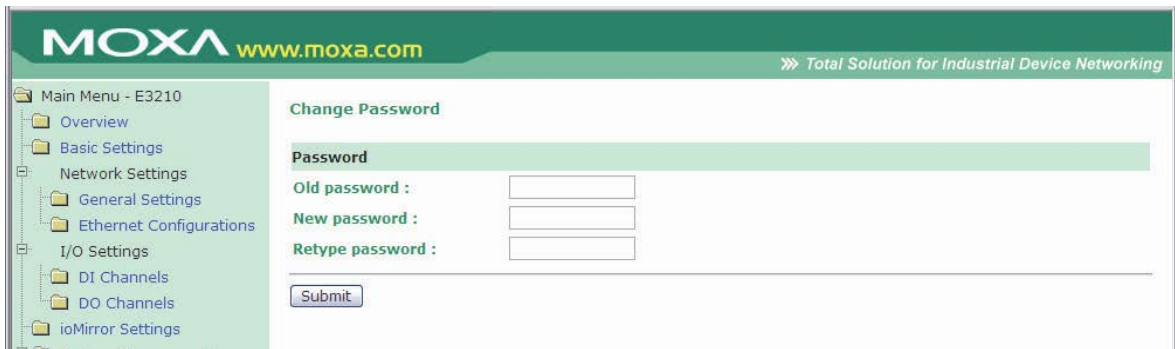 MOXA www.moxa.com
Total Solution for Industrial Device Networking
Main Menu - E3210
Overview
Basic Settings
Network Settings
General Settings
Ethernet Configurations
I/O Settings
DI Channels
DO Channels
ioMirror Settings
Change Password
Password
Old password :
New password :
Retype password :
Submit